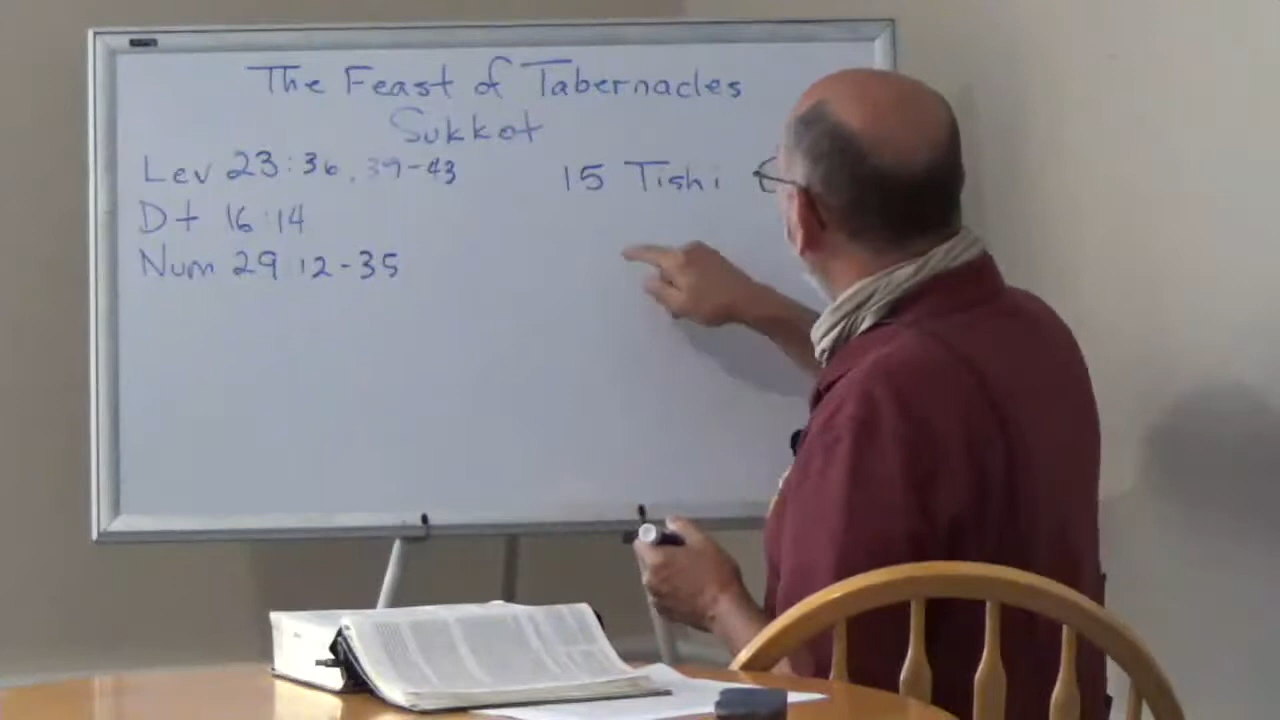 The Feast of Tabernacles
Sukkot
Lev 23:36, 39-43
15 Tishi
Dt 16:14
Num 29 12-35